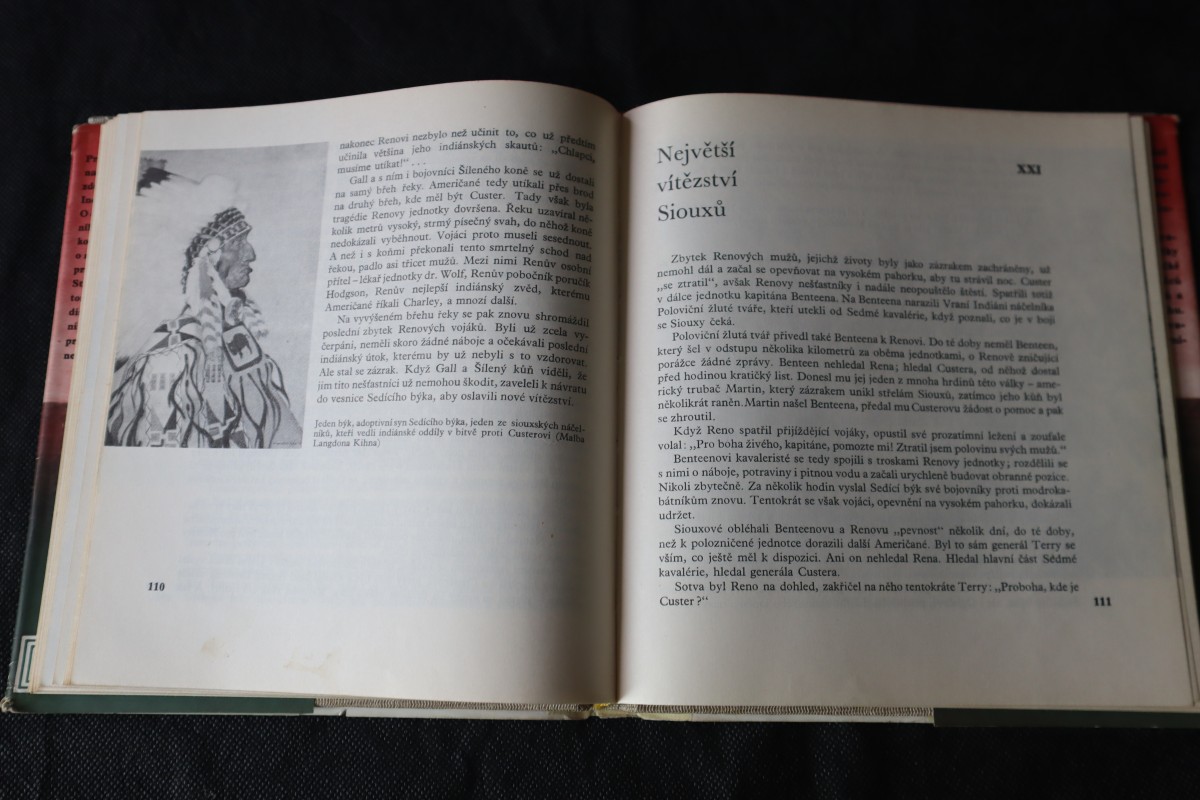 nakonec Renovi nezbylo než učinit to, co už předtím
učinila většina jeho indiánských skautů: „Chlapci,
musíme utíkat!“ ...
Gall a s ním i bojovníci Šíleného koně se už dostali
na samý břeh řeky. Američané tedy utíkali přes brod
na druhý břeh, kde měl být Custer. Tady však byla
tragédie Renovy jednotky dovršena. Řeku uzavíral ně-
kolik metrů vysoký, strmý písečný svah, do něhož koně
nedokázali vyběhnout. Vojáci proto museli sesednout.
A než i s koňmi překonali tento smrtelný schod nad
řekou, padlo asi třicet mužů. Mezi nimi Renův osobní
přítel – lékař jednotky dr. Wolf, Renův pobočník poručík
Hodgson, Renův nejlepší indiánský zvěd, kterému
Američané říkali Charley, a mnozí další.
Na vyvýšeném břehu řeky se pak znovu shromáždil
poslední zbytek Renových vojáků. Byli už zcela vy-
čerpáni, neměli skoro žádné náboje a očekávali poslední
indiánský útok, kterému by už nebyli s to vzdorovat.
Ale stal se zázrak. Když Gall a Šílený kůň viděli, že
jim tito nešťastníci už nemohou škodit, zaveleli k návratu
do vesnice Sedícího býka, aby oslavili nové vítězství.
Jeden býk, adoptivní syn Sedícího býka, jeden ze siouxských náčel-
níků, kteří vedli indiánské oddíly v bitvě proti Custerovi (Malba
Langdona Kihna)
110
Největší
vítězství
Siouxů
XXI
Zbytek Renových mužů, jejichž životy byly jako zázrakem zachráněny, už
nemohl dál a začal se opevňovat na vysokém pahorku, aby tu strávil noc. Custer
„se ztratil“, avšak Renovy nešťastníky i nadále neopouštělo štěstí. Spatřili totiž
v dálce jednotku kapitána Benteena. Na Benteena narazili Vraní Indiáni náčelníka
Poloviční žluté tváře, kteří utekli od Sedmé kavalérie, když poznali, co je v boji
se Siouxy čeká.
Poloviční žlutá tvář přivedl také Benteena k Renovi. Do té doby neměl Benteen,
který šel v odstupu několika kilometrů za oběma jednotkami, o Renově zničující
porážce žádné zprávy. Benteen nehledal Rena; hledal Custera, od něhož dostal
před hodinou kratičký list. Donesl mu jej jeden z mnoha hrdinů této války – ame-
rický trubač Martin, který zázrakem unikl střelám Siouxů, zatímco jeho kůň byl
několikrát raněn. Martin našel Benteena, předal mu Custerovu žádost o pomoc a pak
se zhroutil.
Když Reno spatřil přijíždějící vojáky, opustil své prozatímní ležení a zoufale
volal: „Pro boha živého, kapitáne, pomozte mi! Ztratil jsem polovinu svých mužů.“
Benteenovi kavaleristé se tedy spojili s troskami Renovy jednotky; rozdělili se
s nimi o náboje, potraviny i pitnou vodu a začali urychleně budovat obranné pozice.
Nikoli zbytečně. Za několik hodin vyslal Sedící býk své bojovníky proti modroka-
bátníkům znovu. Tentokrát se však vojáci, opevnění na vysokém pahorku, dokázali
udržet.
Siouxové obléhali Benteenovu a Renovu „pevnost“ několik dní, do té doby,
než k polozničené jednotce dorazili další Američané. Byl to sám generál Terry se
vším, co ještě měl k dispozici. Ani on nehledal Rena. Hledal hlavní část Sedmé
kavalérie, hledal generála Custera.
Sotva byl Reno na dohled, zakřičel na něho tentokráte Terry: „Proboha, kde je
Custer?“
111